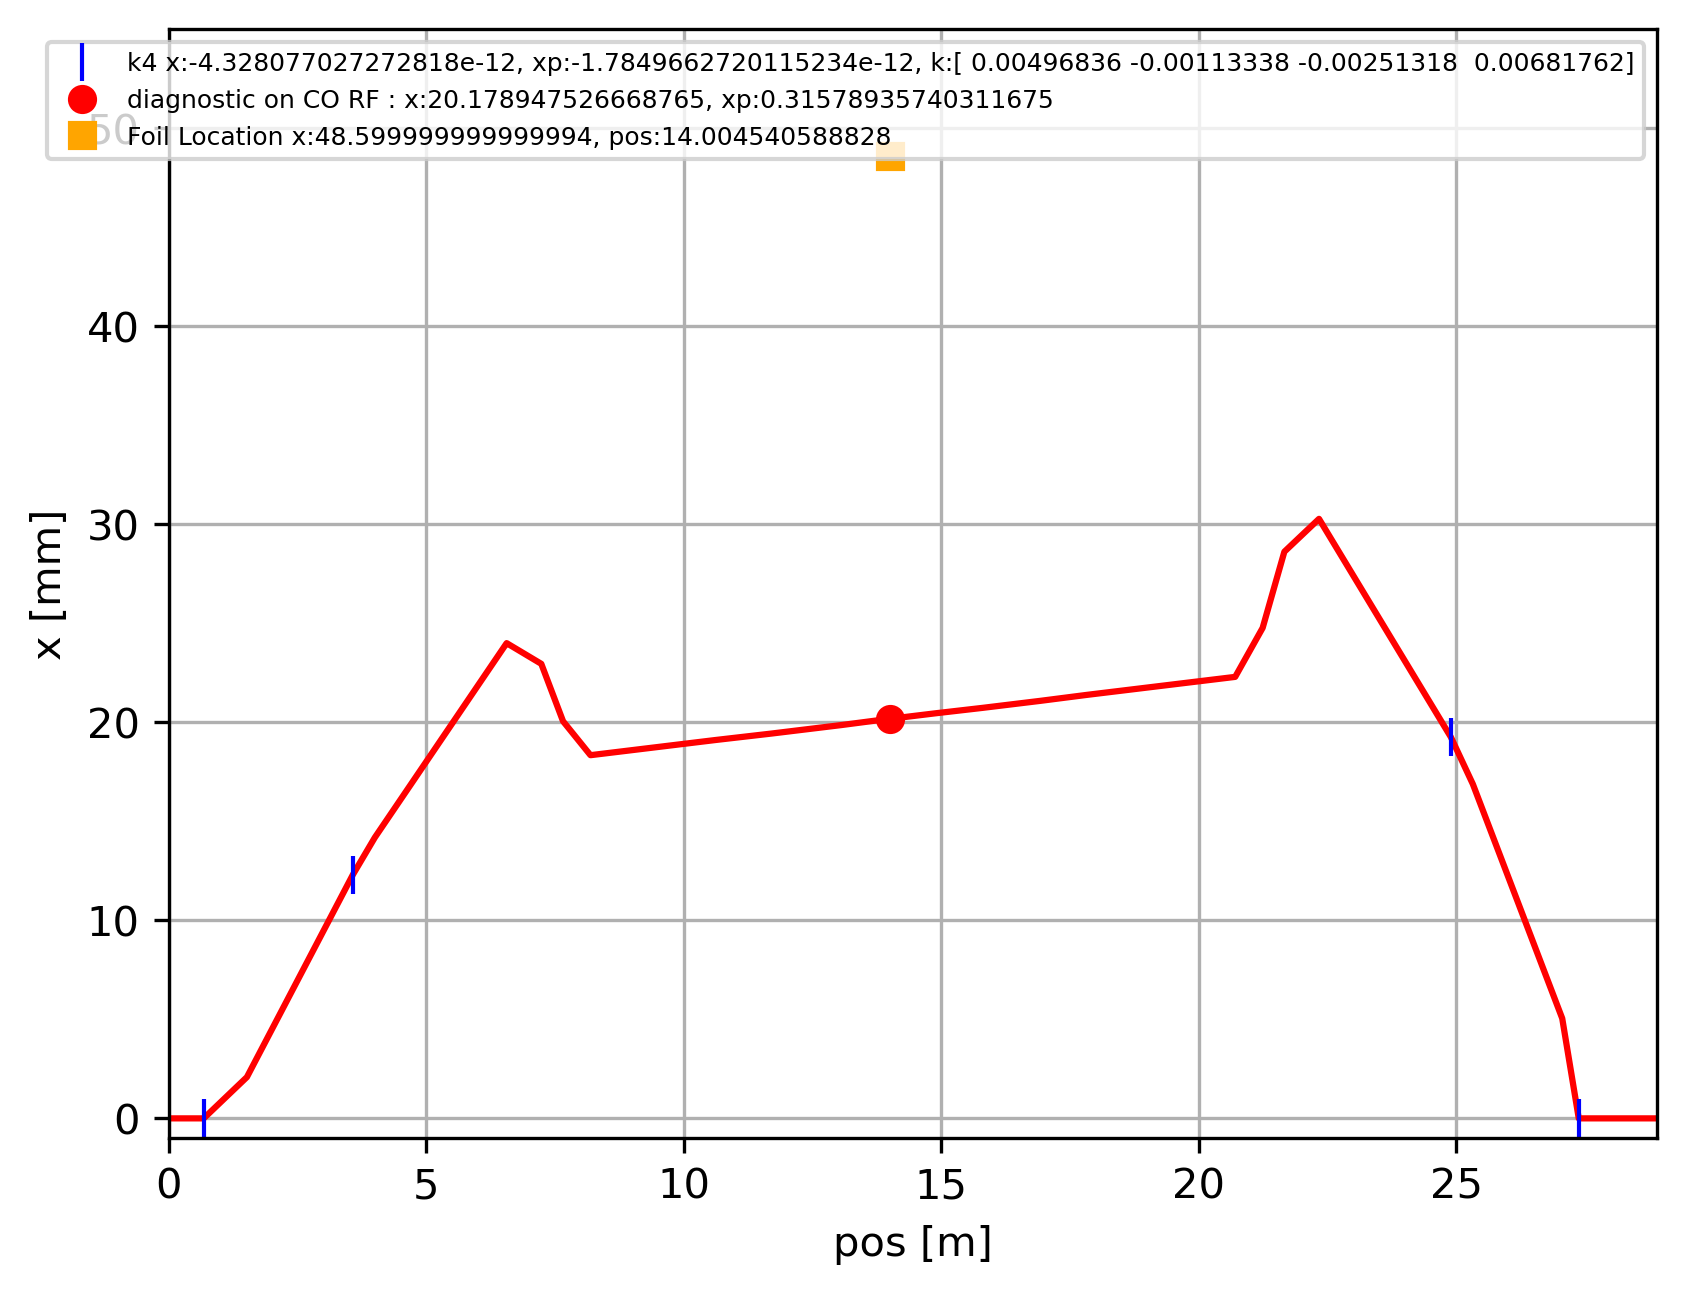 k4 x:-4.328077027272818e-12, xp:-1.7849662720115234e-12, k:[ 0.00496836 -0.00113338 -0.00251318  0.00681762]
diagnostic on CO RF : x:20.178947526668765, xp:0.31578935740311675
Foil Location x:48.599999999999994, pos:14.004540588828
50
40
30
20
10
0
x [mm]
0 5 10 15 20 25
pos [m]